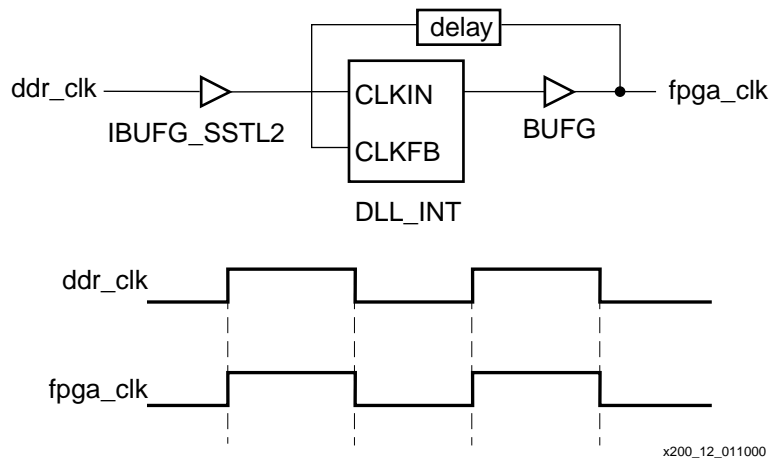 delay
ddr_clk
CLKIN
fpga_clk
IBUFG_SSTL2
BUFG
CLKFB
DLL_INT
ddr_clk
fpga_clk
x200_12_011000